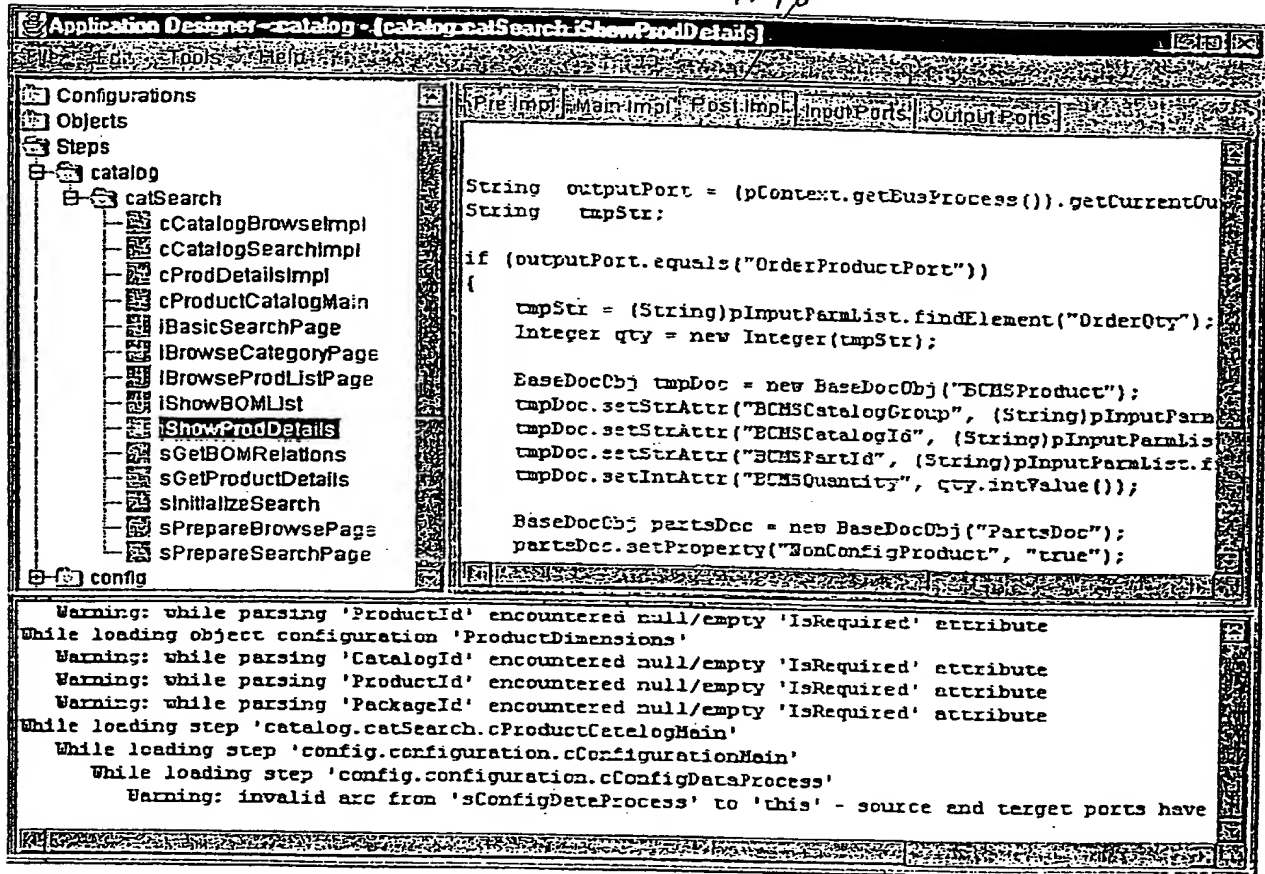 Application Designer - catalog - [catalog.catSearch.iShowProdDetails]
Tools Help
Configurations
Objects
Steps
catalog
catSearch
cCatalogBrowseImpl
cCatalogSearchImpl
cProdDetailsImpl
cProductCatalogMain
iBasicSearchPage
iBrowseCategoryPage
iBrowseProdListPage
iShowBOMList
iShowProdDetails
sGetBOMRelations
sGetProductDetails
sInitializeSearch
sPrepareBrowsePage
sPrepareSearchPage
config
Pre Impl Main Impl Post Impl Input Ports Output Ports
String outputPort = (pContext.getBusProcess()).getCurrentOu
String tmpStr;
if (outputPort.equals("OrderProductPort"))
{
tmpStr = (String)pInputParmList.findElement("OrderQty");
Integer qty = new Integer(tmpStr);
BaseDocObj tmpDoc = new BaseDocObj("BCMSProduct");
tmpDoc.setStrAttr("BCMSCatalogGroup", (String)pInputParm
tmpDoc.setStrAttr("BCMSCatalogId", (String)pInputParmLis
tmpDoc.setStrAttr("BCMSPartId", (String)pInputParmList.f
tmpDoc.setIntAttr("BCMSQuantity", qty.intValue());
BaseDocObj partsDoc = new BaseDocObj("PartsDoc");
partsDoc.setProperty("NonConfigProduct", "true");
Warning: while parsing 'ProductId' encountered null/empty 'IsRequired' attribute
While loading object configuration 'ProductDimensions'
Warning: while parsing 'CatalogId' encountered null/empty 'IsRequired' attribute
Warning: while parsing 'ProductId' encountered null/empty 'IsRequired' attribute
Warning: while parsing 'PackageId' encountered null/empty 'IsRequired' attribute
While loading step 'catalog.catSearch.cProductCatalogMain'
While loading step 'config.configuration.cConfigurationMain'
While loading step 'config.configuration.cConfigDataProcess'
Warning: invalid arc from 'sConfigDataProcess' to 'this' - source and target ports have